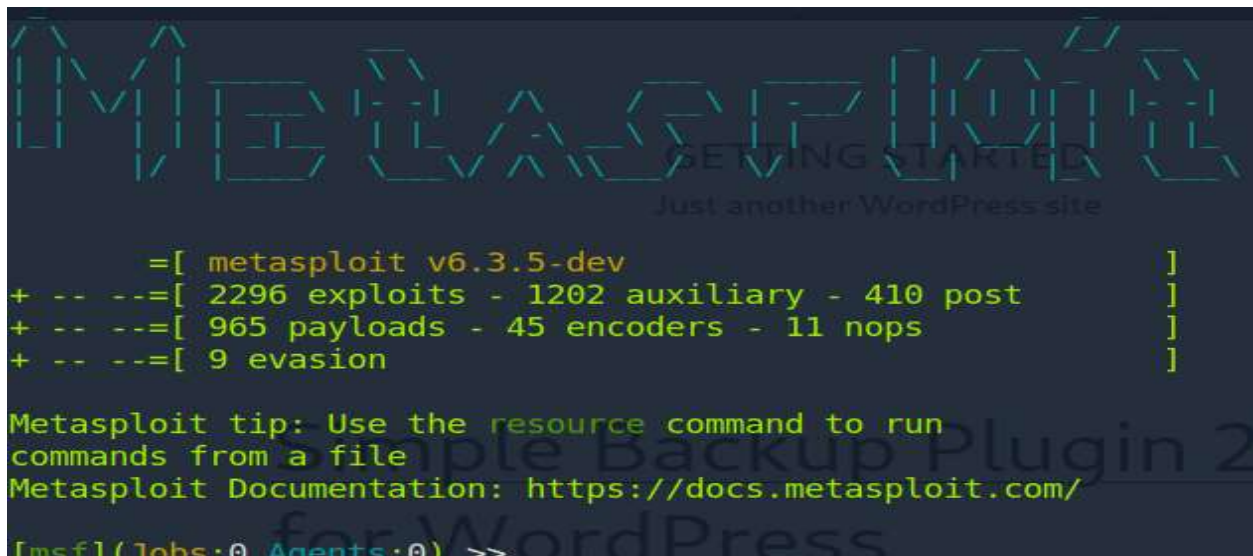 METASPLOIT
GETTING STARTED
Just another WordPress site
=[ metasploit v6.3.5-dev ]
+ -- --=[ 2296 exploits - 1202 auxiliary - 410 post ]
+ -- --=[ 965 payloads - 45 encoders - 11 nops ]
+ -- --=[ 9 evasion ]
Metasploit tip: Use the resource command to run
commands from a file
Simple Backup Plugin 2
Metasploit Documentation: https://docs.metasploit.com/
for WordPress
[msf](Jobs:0 Agents:0) >>